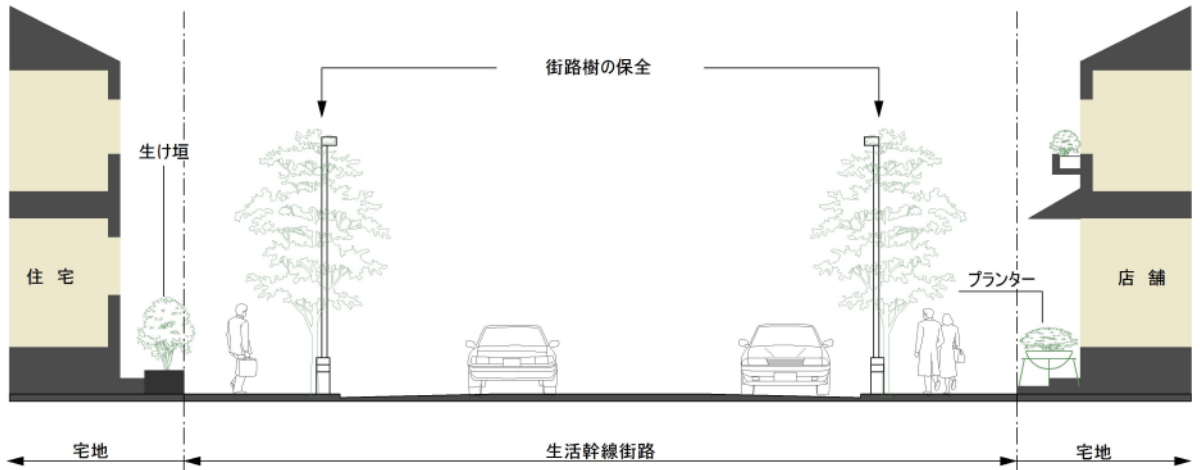 街路樹の保全
生け垣
住宅
プランター
店舗
宅地
生活幹線街路
宅地